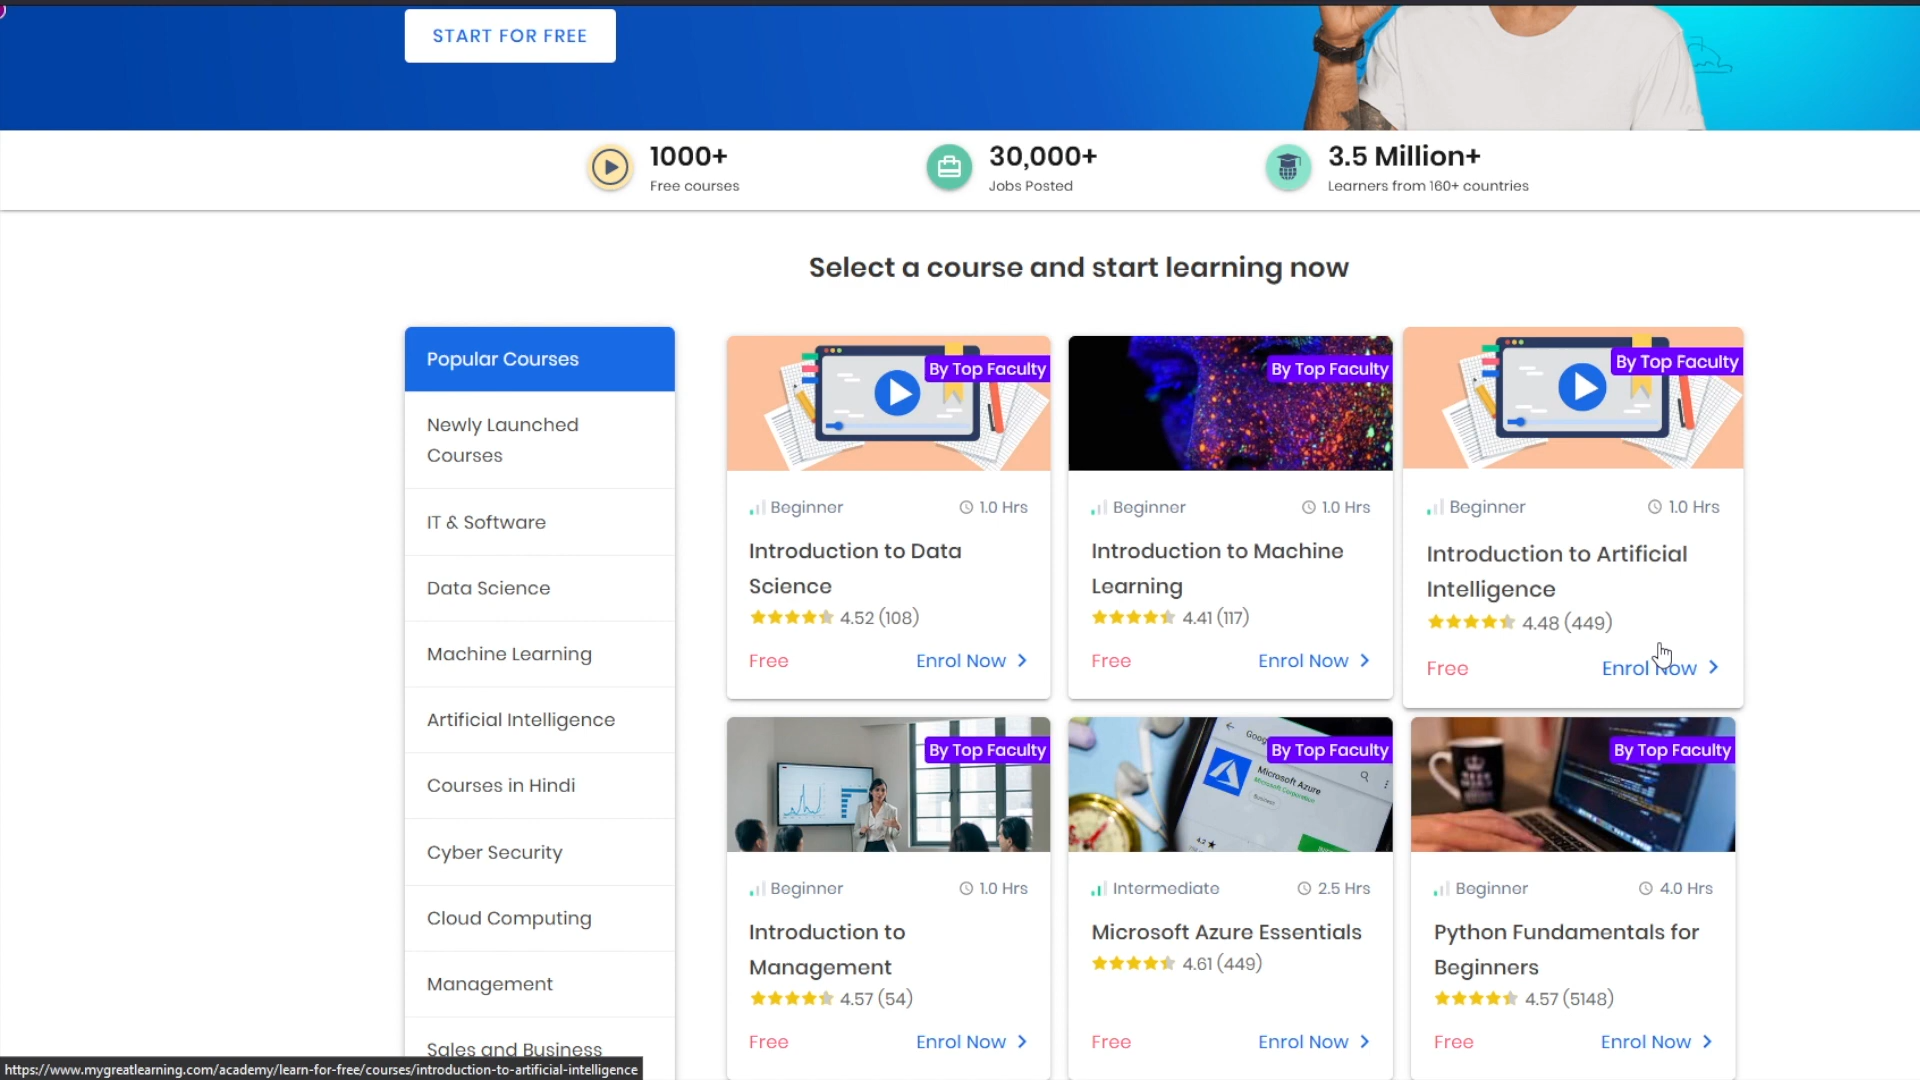 START FOR FREE
1000+
Free courses
30,000+
Jobs Posted
3.5 Million+
Learners from 160+ countries
Select a course and start learning now
Popular Courses
Newly Launched
Courses
IT & Software
Data Science
Machine Learning
Artificial Intelligence
Courses in Hindi
Cyber Security
Cloud Computing
Management
Sales and Business
By Top Faculty
Beginner 1.0 Hrs
Introduction to Data
Science
4.52 (108)
Free Enrol Now
By Top Faculty
Beginner 1.0 Hrs
Introduction to Machine
Learning
4.41 (117)
Free Enrol Now
By Top Faculty
Beginner 1.0 Hrs
Introduction to Artificial
Intelligence
4.48 (449)
Free Enrol Now
By Top Faculty
Beginner 1.0 Hrs
Introduction to
Management
4.57 (54)
Free Enrol Now
By Top Faculty
Microsoft Azure
Microsoft Corporation
Business
4.2
Intermediate 2.5 Hrs
Microsoft Azure Essentials
4.61 (449)
Free Enrol Now
By Top Faculty
Beginner 4.0 Hrs
Python Fundamentals for
Beginners
4.57 (5148)
Free Enrol Now
https://www.mygreatlearning.com/academy/learn-for-free/courses/introduction-to-artificial-intelligence